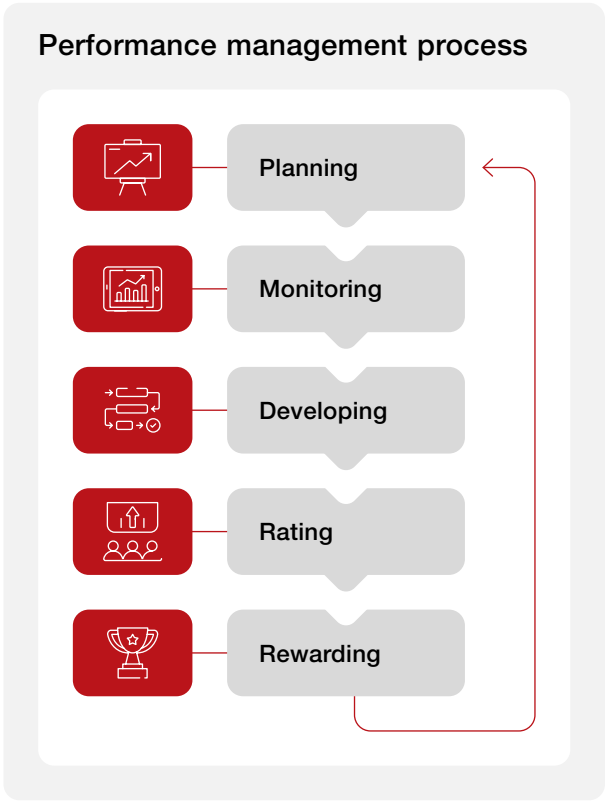 Performance management process
Planning
Monitoring
Developing
Rating
Rewarding